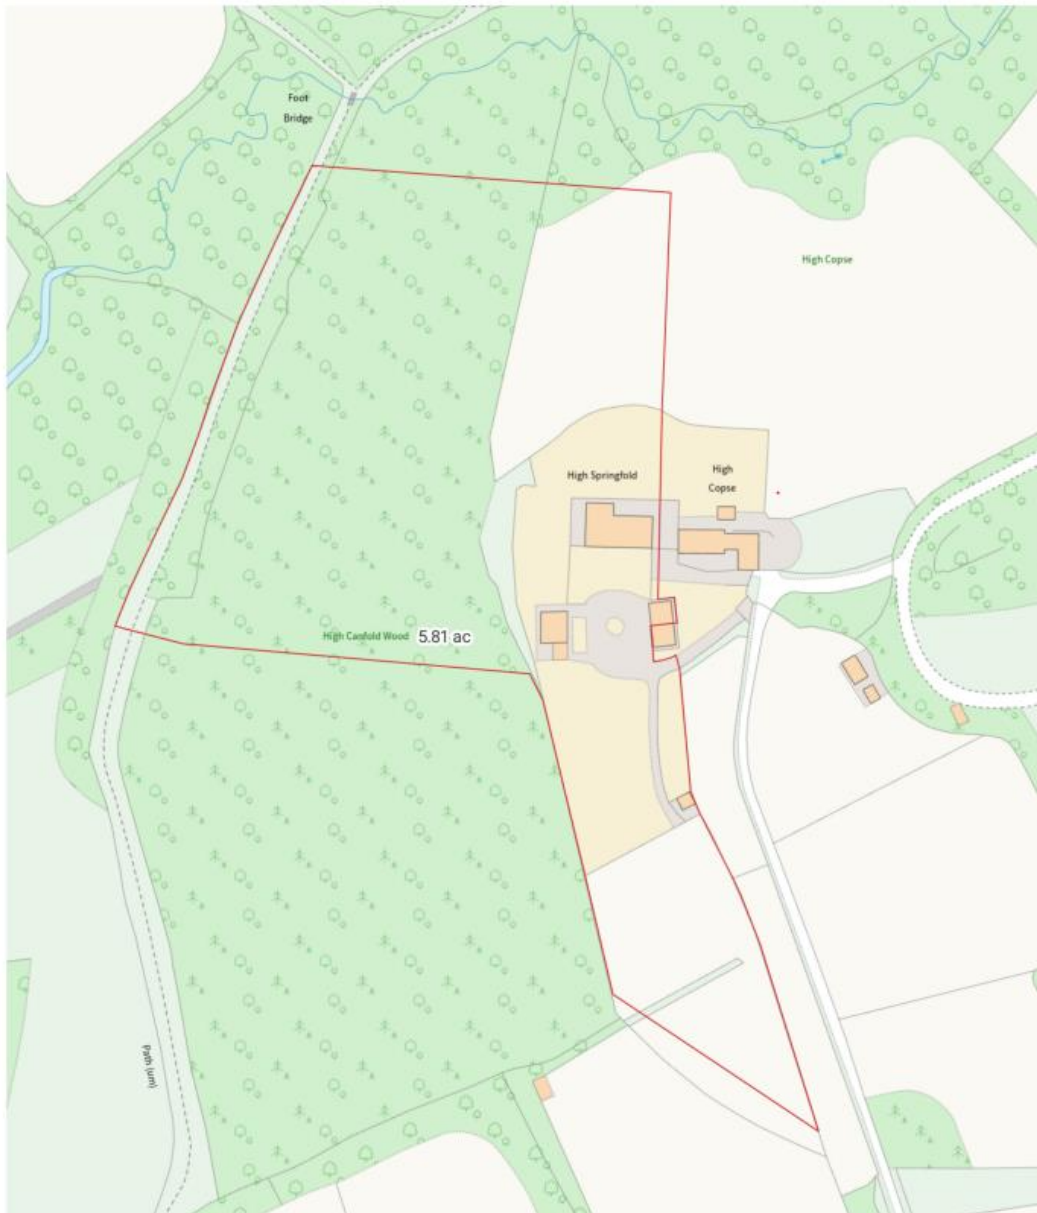 Foot
Bridge
High Copse
High Springfold
High
Copse
High Canfold Wood
5.81 ac
Path (um)